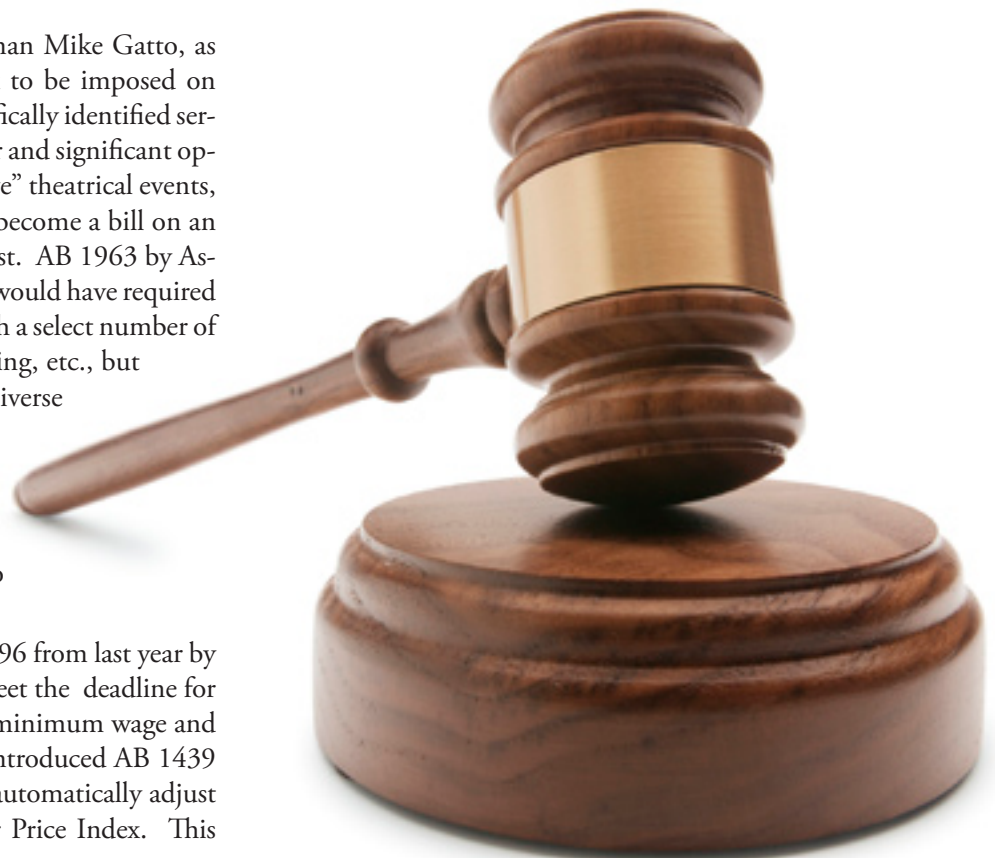 man Mike Gatto, as
to be imposed on
fically identified ser-
r and significant op-
e” theatrical events,
become a bill on an
st. AB 1963 by As-
would have required
h a select number of
ing, etc., but
iverse
o
96 from last year by
eet the deadline for
minimum wage and
ntroduced AB 1439
automatically adjust
r Price Index. This